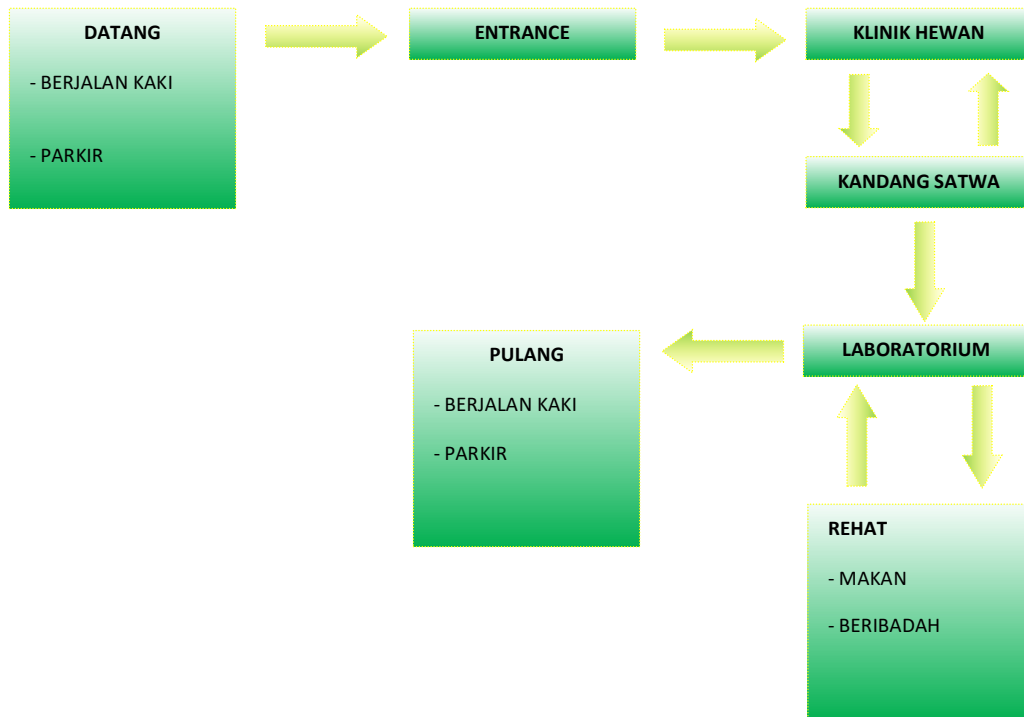 DATANG
- BERJALAN KAKI
- PARKIR
ENTRANCE
KLINIK HEWAN
KANDANG SATWA
LABORATORIUM
PULANG
- BERJALAN KAKI
- PARKIR
REHAT
- MAKAN
- BERIBADAH